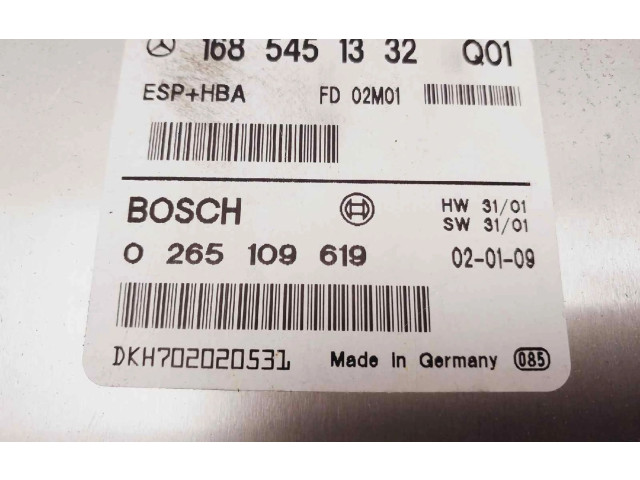 168 545 13 32 Q01
ESP+HBA FD 02M01
BOSCH HW 31/01
SW 31/01
0 265 109 619 02-01-09
DKH702020531 Made in Germany 085